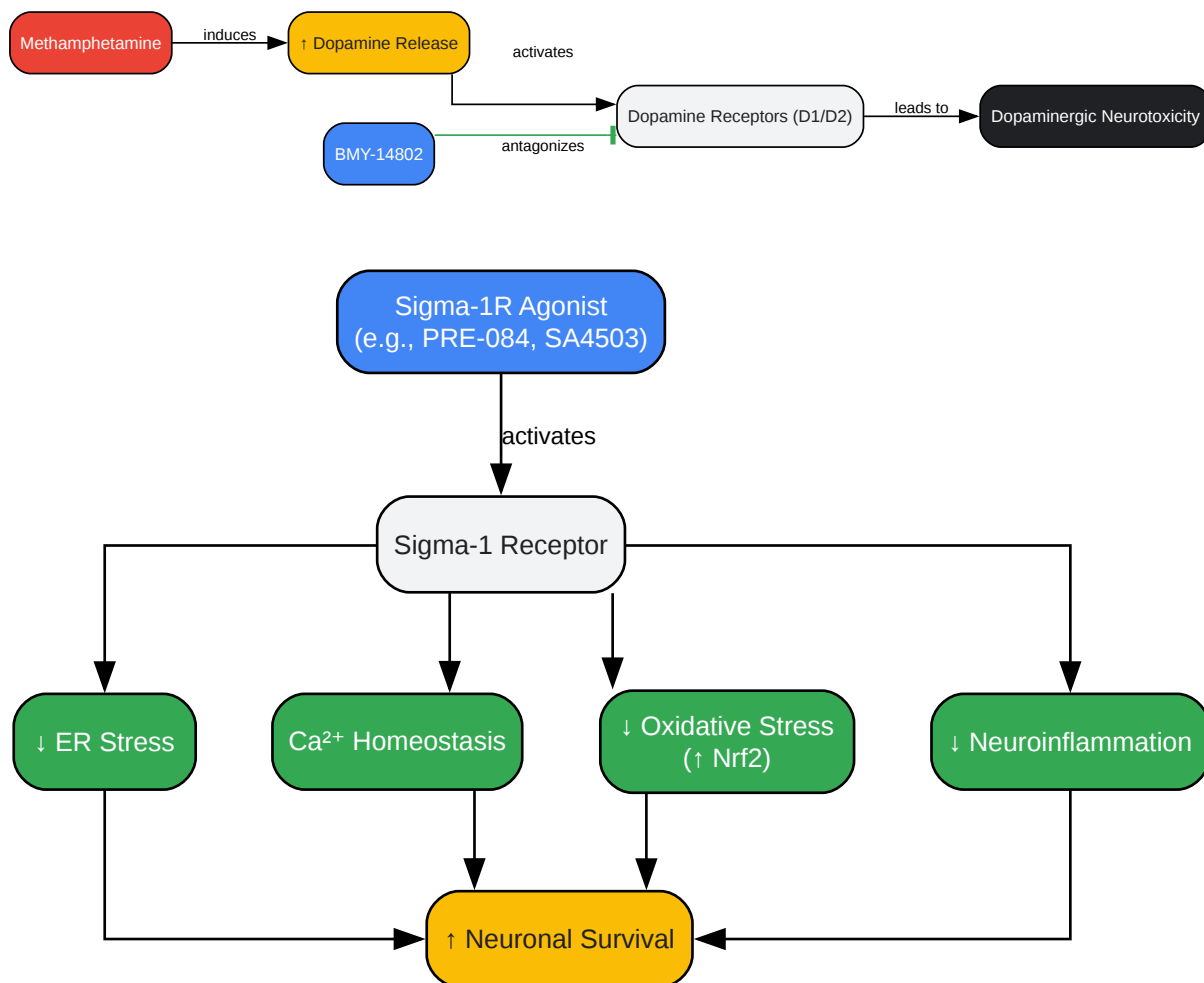 Methamphetamine
induces
↑ Dopamine Release
activates
Dopamine Receptors (D1/D2)
leads to
Dopaminergic Neurotoxicity
BMY-14802
antagonizes
Sigma-1R Agonist
(e.g., PRE-084, SA4503)
activates
Sigma-1 Receptor
↓ ER Stress
Ca²⁺ Homeostasis
↓ Oxidative Stress
(↑ Nrf2)
↓ Neuroinflammation
↑ Neuronal Survival